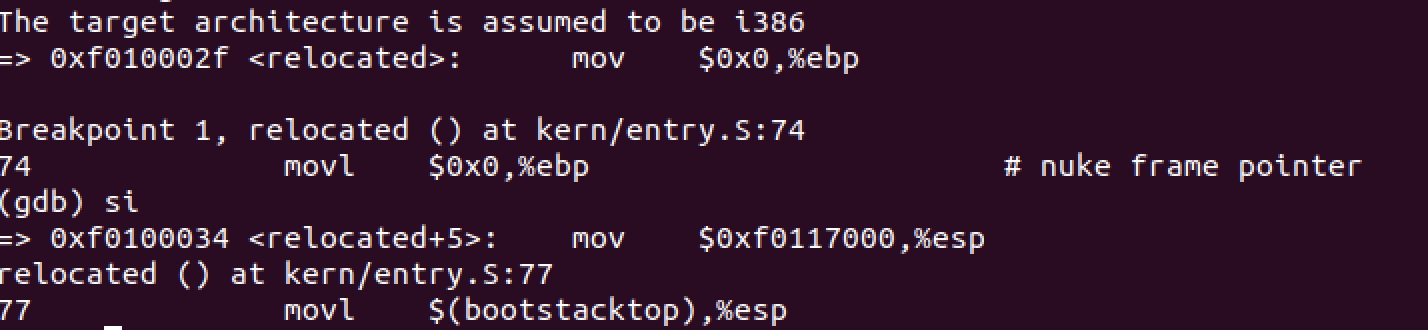 The target architecture is assumed to be i386
=> 0xf010002f <relocated>:	mov    $0x0,%ebp
Breakpoint 1, relocated () at kern/entry.S:74
74		movl	$0x0,%ebp			# nuke frame pointer
(gdb) si
=> 0xf0100034 <relocated+5>:	mov    $0xf0117000,%esp
relocated () at kern/entry.S:77
77		movl	$(bootstacktop),%esp